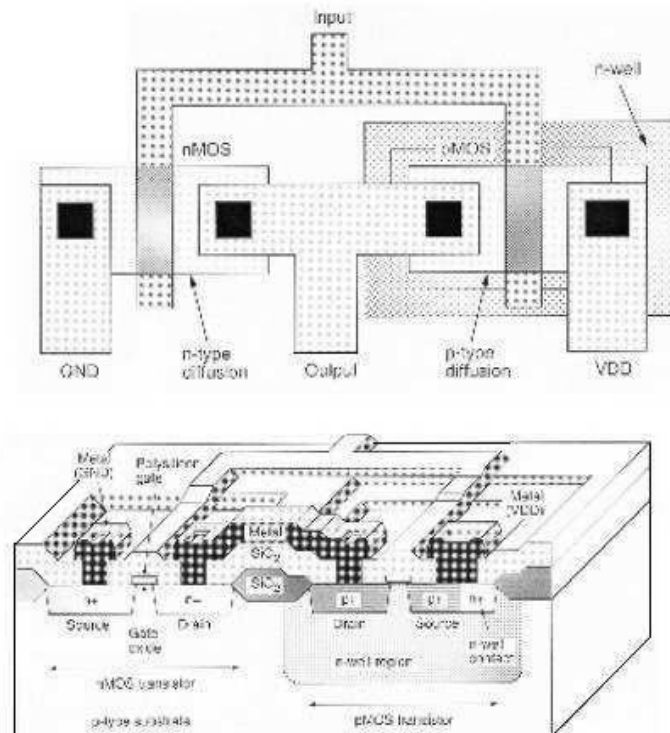 Input
n-well
nMOS
pMOS
n-type
diffusion
p-type
diffusion
GND
Output
VDD
Metal
(GND)
Polysilicon
gate
Metal
(VDD)
Metal
SiO2
SiO2
n+
n+
p+
p+
n+
Source
Gate
oxide
Drain
Drain
Source
n-well
contact
n-well region
nMOS transistor
p-type substrate
pMOS transistor